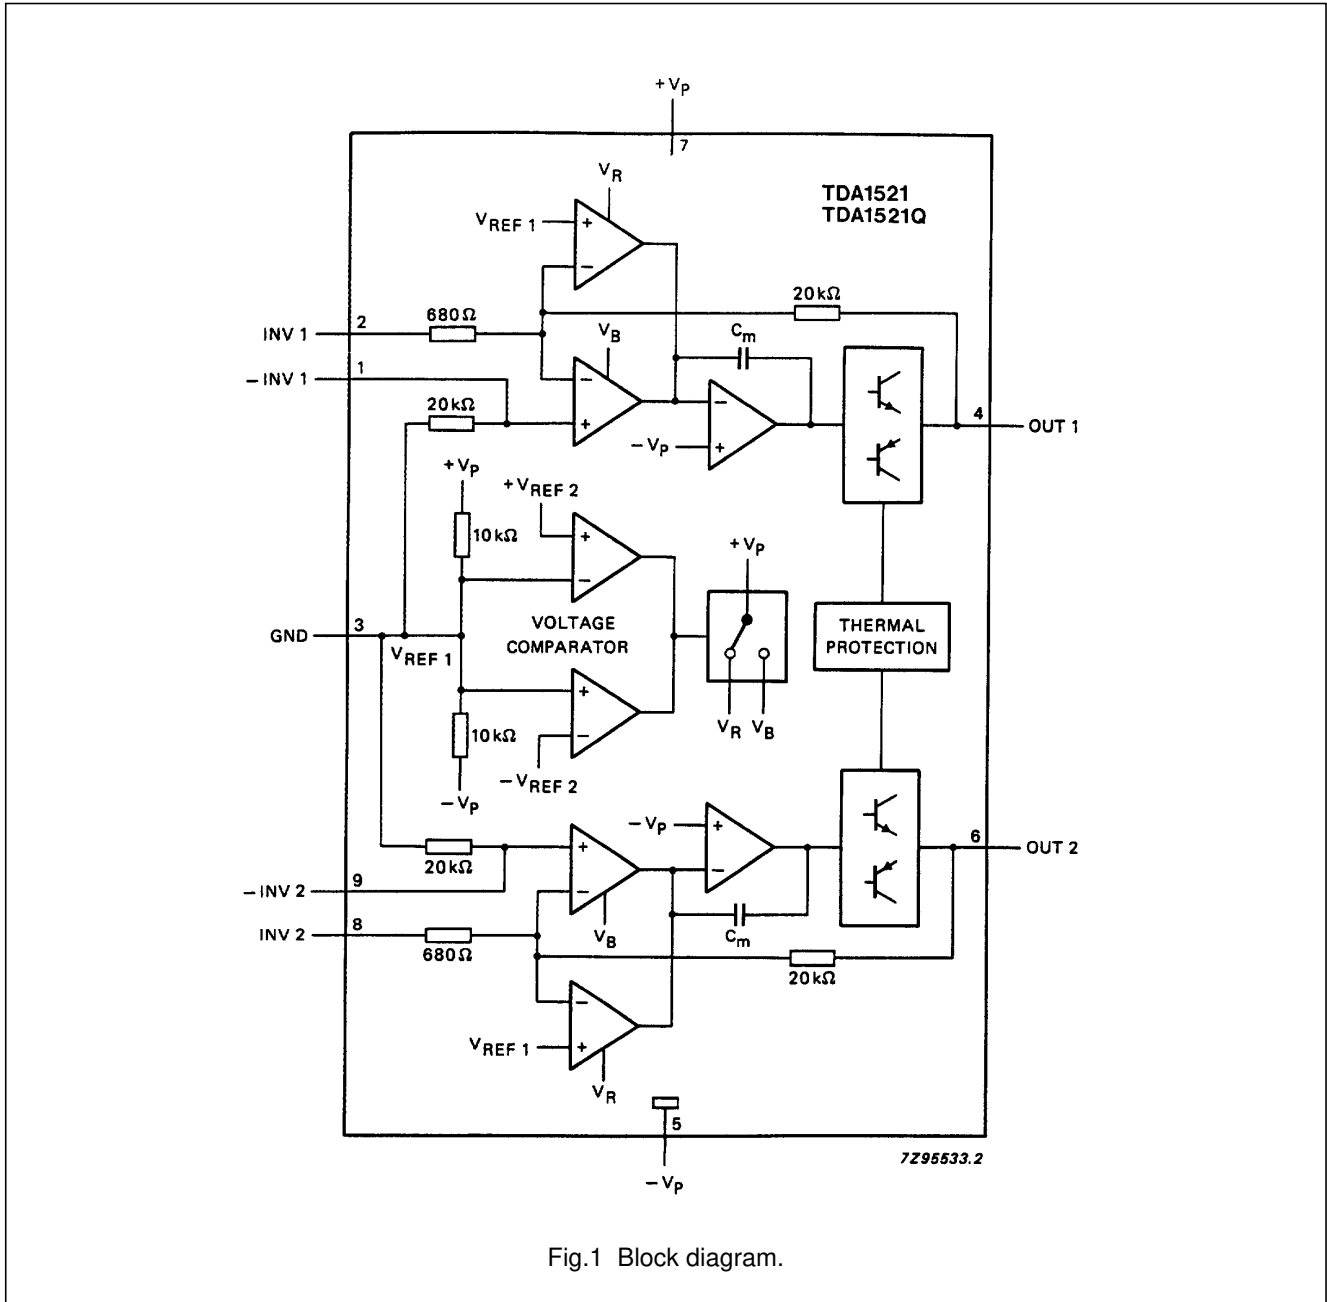 +VP
7
VR
TDA1521
TDA1521Q
VREF 1
+
−
20kΩ
680Ω
INV 1
2
VB
Cm
−INV 1
1
−
−
20kΩ
+
4
OUT 1
−VP
+
+VP
+VREF 2
10kΩ
+
−
+VP
VOLTAGE
COMPARATOR
THERMAL
PROTECTION
GND
3
VREF 1
+
10kΩ
−
VR
VB
−VREF 2
−VP
−VP
+
6
OUT 2
+
20kΩ
−
−
−INV 2
9
INV 2
8
VB
Cm
680Ω
20kΩ
−
VREF 1
+
VR
5
7Z95533.2
−VP
Fig.1 Block diagram.